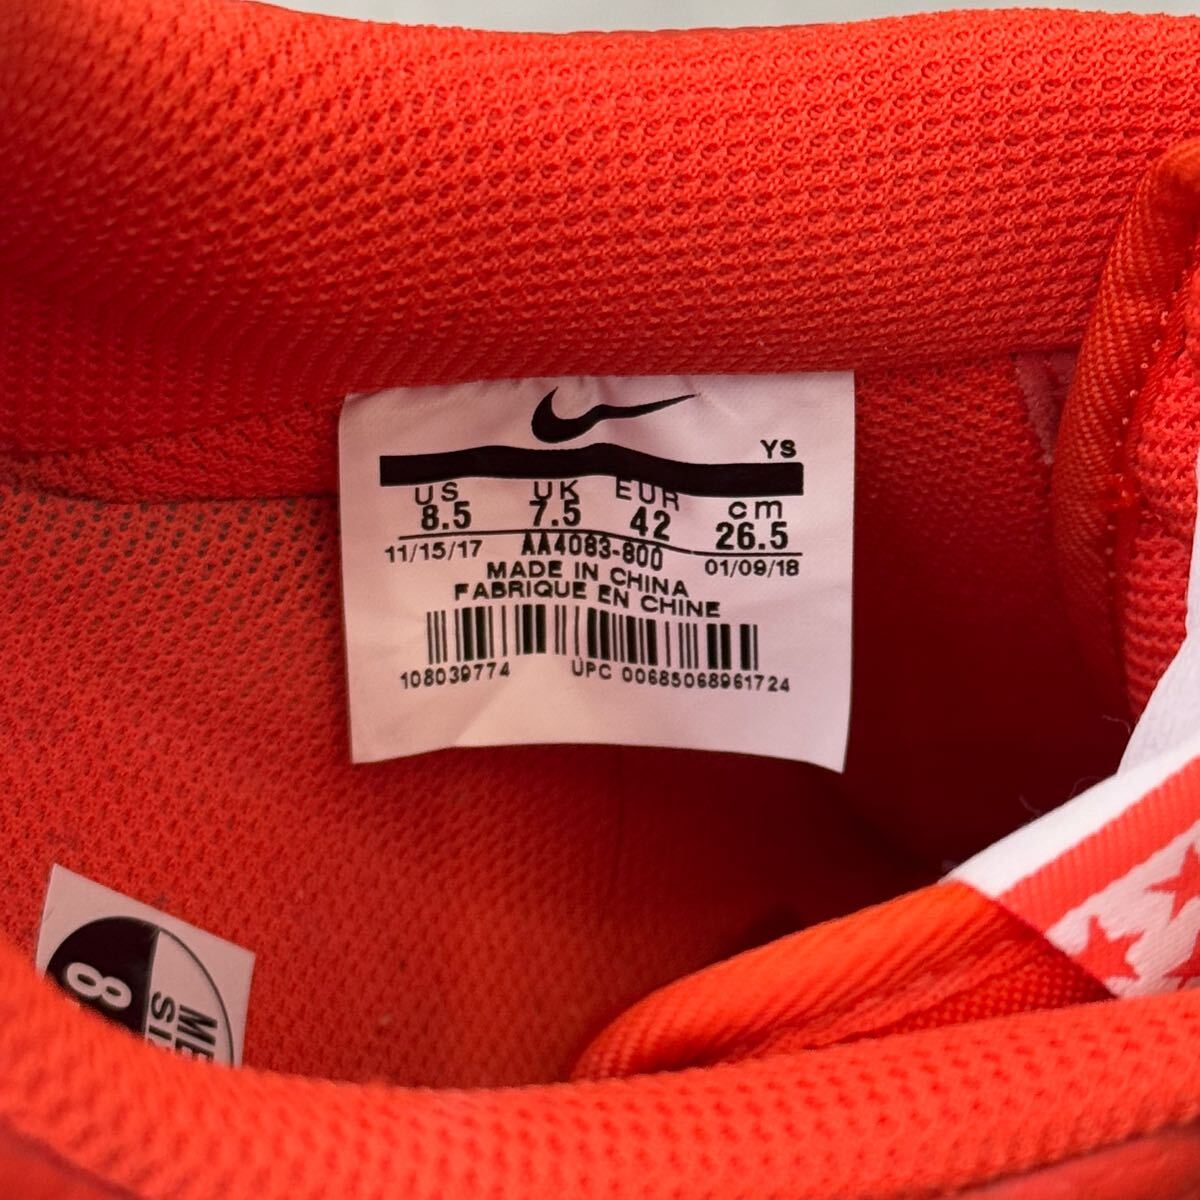 YS
US UK EUR cm
8.5 7.5 42 26.5
11/15/17 AA4083-800 01/09/18
MADE IN CHINA
FABRIQUE EN CHINE
108039774 UPC 00685068961724
8